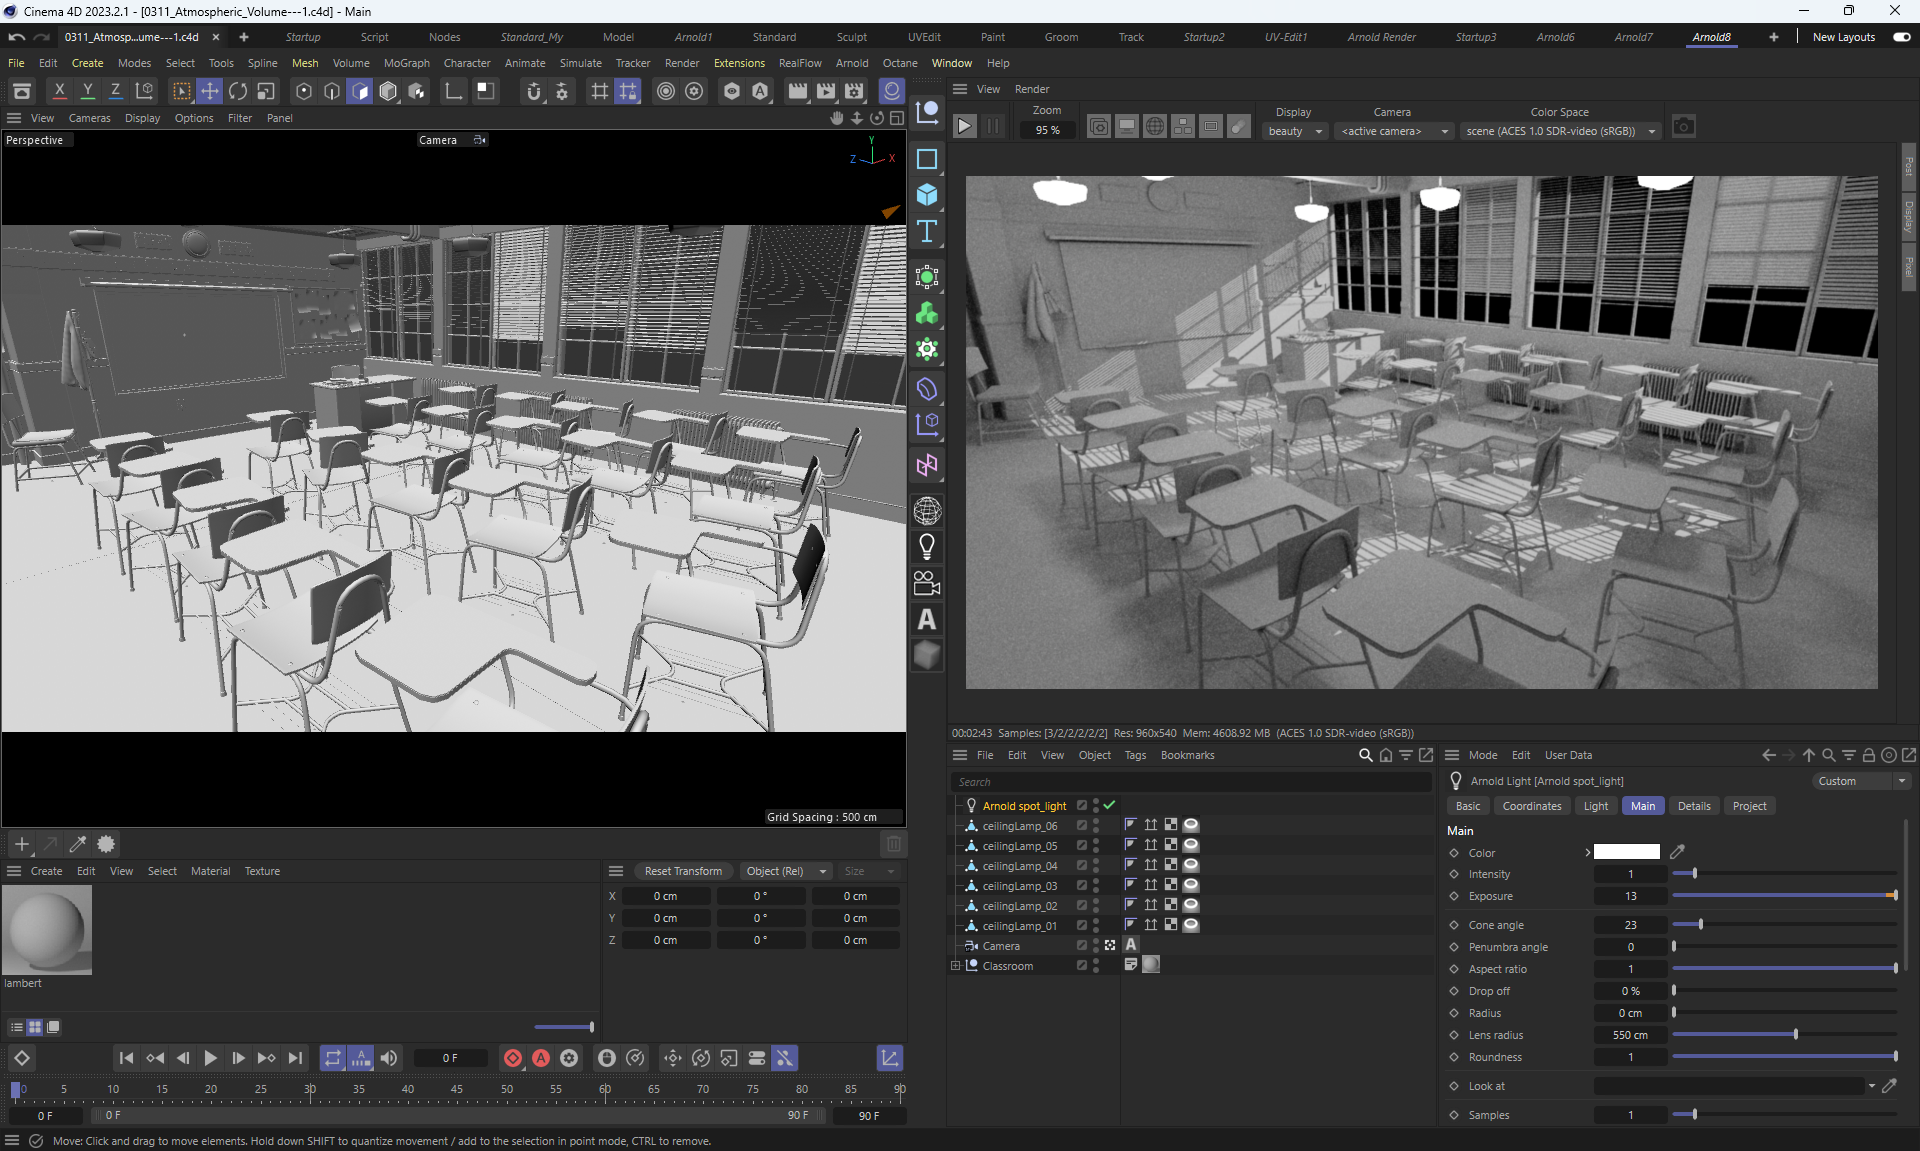 Cinema 4D 2023.2.1 - [0311_Atmospheric_Volume---1.c4d] - Main
0311_Atmosp...ume---1.c4d
Startup Script Nodes Standard_My Model Arnold1 Standard Sculpt UVEdit Paint Groom Track Startup2 UV-Edit1 Arnold Render Startup3 Arnold6 Arnold7 Arnold8 New Layouts
File Edit Create Modes Select Tools Spline Mesh Volume MoGraph Character Animate Simulate Tracker Render Extensions RealFlow Arnold Octane Window Help
X Y Z
View Cameras Display Options Filter Panel
Perspective
Camera
Y
Z X
Grid Spacing : 500 cm
View Render
Zoom
95 %
Display
beauty
Camera
<active camera>
Color Space
scene (ACES 1.0 SDR-video (sRGB))
Post
Display
Pixel
00:02:43 Samples: [3/2/2/2/2/2] Res: 960x540 Mem: 4608.92 MB (ACES 1.0 SDR-video (sRGB))
File Edit View Object Tags Bookmarks
Search
Arnold spot_light
ceilingLamp_06
ceilingLamp_05
ceilingLamp_04
ceilingLamp_03
ceilingLamp_02
ceilingLamp_01
Camera
Classroom
Mode Edit User Data
Arnold Light [Arnold spot_light]
Custom
Basic Coordinates Light Main Details Project
Main
Color
Intensity 1
Exposure 13
Cone angle 23
Penumbra angle 0
Aspect ratio 1
Drop off 0 %
Radius 0 cm
Lens radius 550 cm
Roundness 1
Look at
Samples 1
Create Edit View Select Material Texture
lambert
Reset Transform Object (Rel) Size
X 0 cm 0 ° 0 cm
Y 0 cm 0 ° 0 cm
Z 0 cm 0 ° 0 cm
0 F
0 5 10 15 20 25 30 35 40 45 50 55 60 65 70 75 80 85 90
0 F 0 F 90 F 90 F
Move: Click and drag to move elements. Hold down SHIFT to quantize movement / add to the selection in point mode, CTRL to remove.